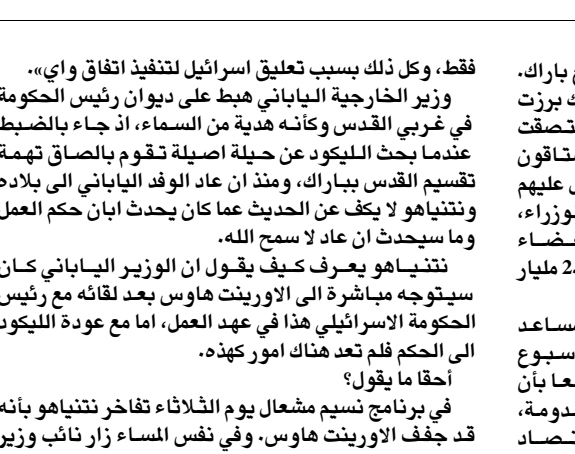 فقط، وكل ذلك بسبب تعليق اسرائيل لتنفيذ اتفاق واي».
وزير الخارجية الياباني هبط على ديوان رئيس الحكومة
في غربي القدس وكأنه هدية من السماء، اذ جاء بالضبط
عندما بحث الليكود عن حيلة اصيلة تقوم بالصاق تهمة
تقسيم القدس بباراك، ومنذ ان عاد الوفد الياباني الى بلاده
ونتنياهو لا يكف عن الحديث عما كان يحدث ابان حكم العمل
وما سيحدث ان عاد لا سمح الله.
نتنياهو يعرف كيف يقول ان الوزير الياباني كان
سيتوجه مباشرة الى الاورينت هاوس بعد لقائه مع رئيس
الحكومة الاسرائيلي هذا في عهد العمل، اما مع عودة الليكود
الى الحكم فلم تعد هناك امور كهذه.
أحقا ما يقول؟
في برنامج نسيم مشعال يوم الثلاثاء تفاخر نتنياهو بأنه
قد جفف الاورينت هاوس. وفي نفس المساء زار نائب وزير
باراك.
برزت
عليهم
مليار
بأن